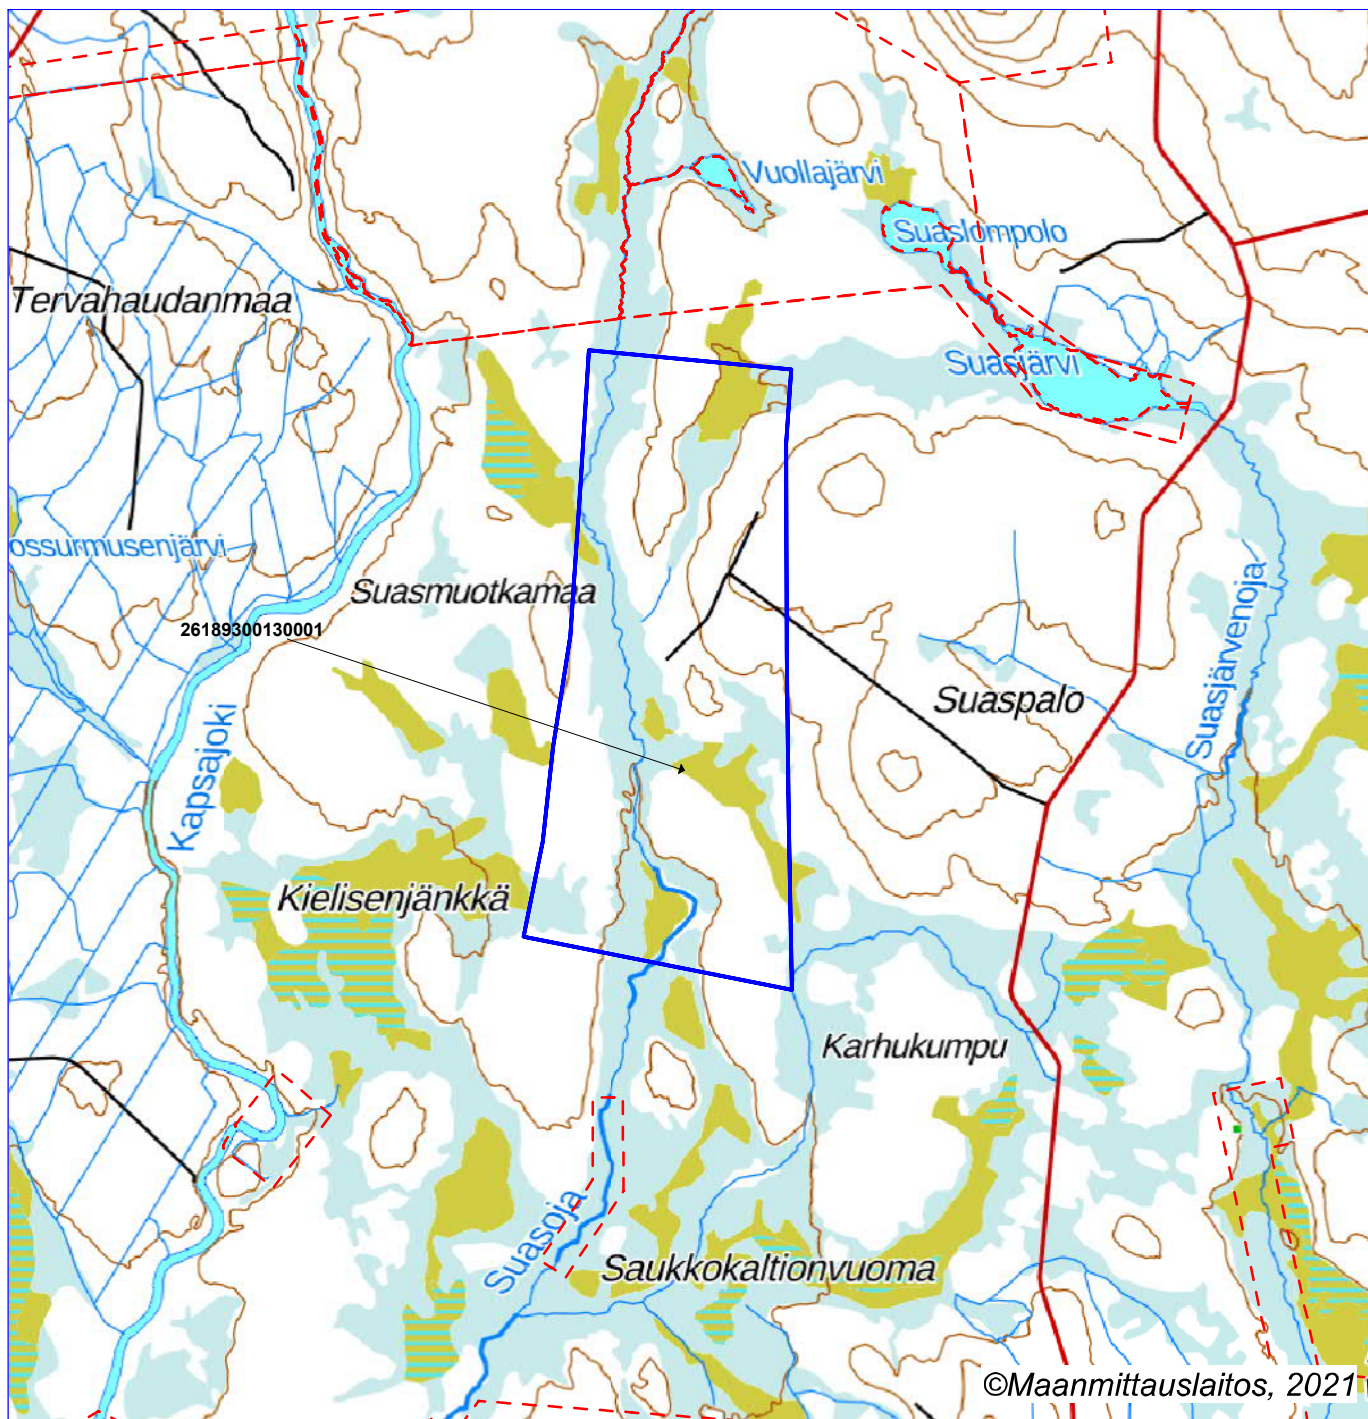 Vuollajärvi
Suaslompolo
Tervahaudanmaa
Suasjärvi
ossurmusenjärvi
Suasmuotkamaa
26189300130001
Suasjärvenoja
Suaspalo
Kapsajoki
Kielisenjänkkä
Karhukumpu
Suasoja
Saukkokaltionvuoma
©Maanmittauslaitos, 2021